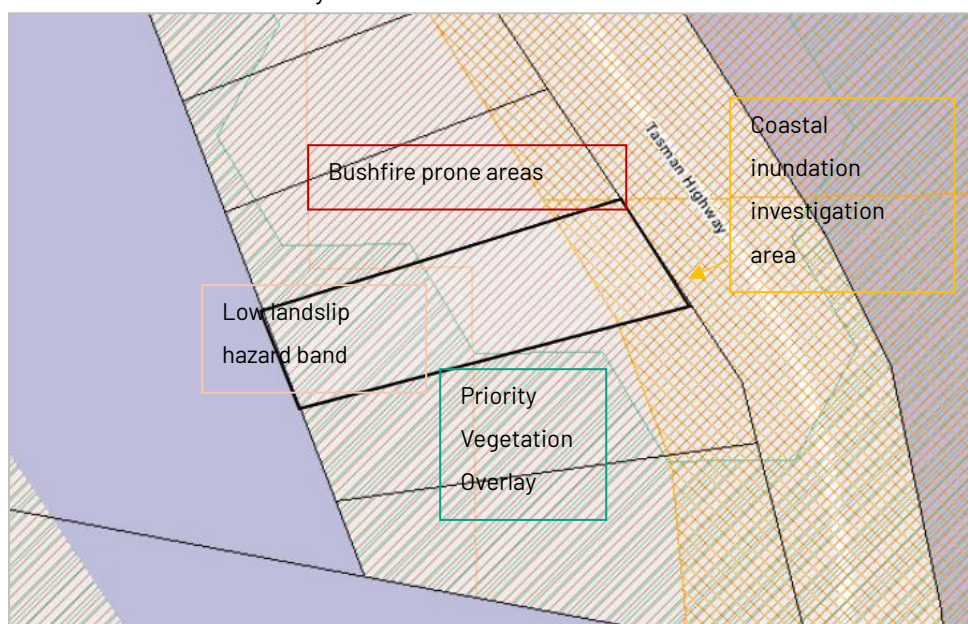 Bushfire prone areas
Tasman Highway
Coastal
inundation
investigation
area
Low landslip
hazard band
Priority
Vegetation
Overlay